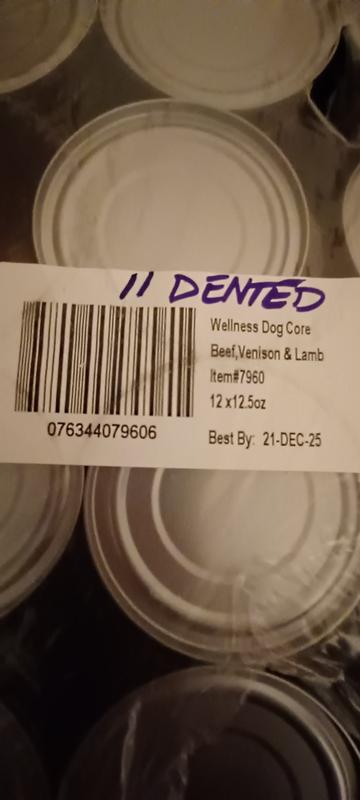 11 DENTED
Wellness Dog Core
Beef,Venison & Lamb
Item#7960
12 x12.5oz
076344079606
Best By: 21-DEC-25